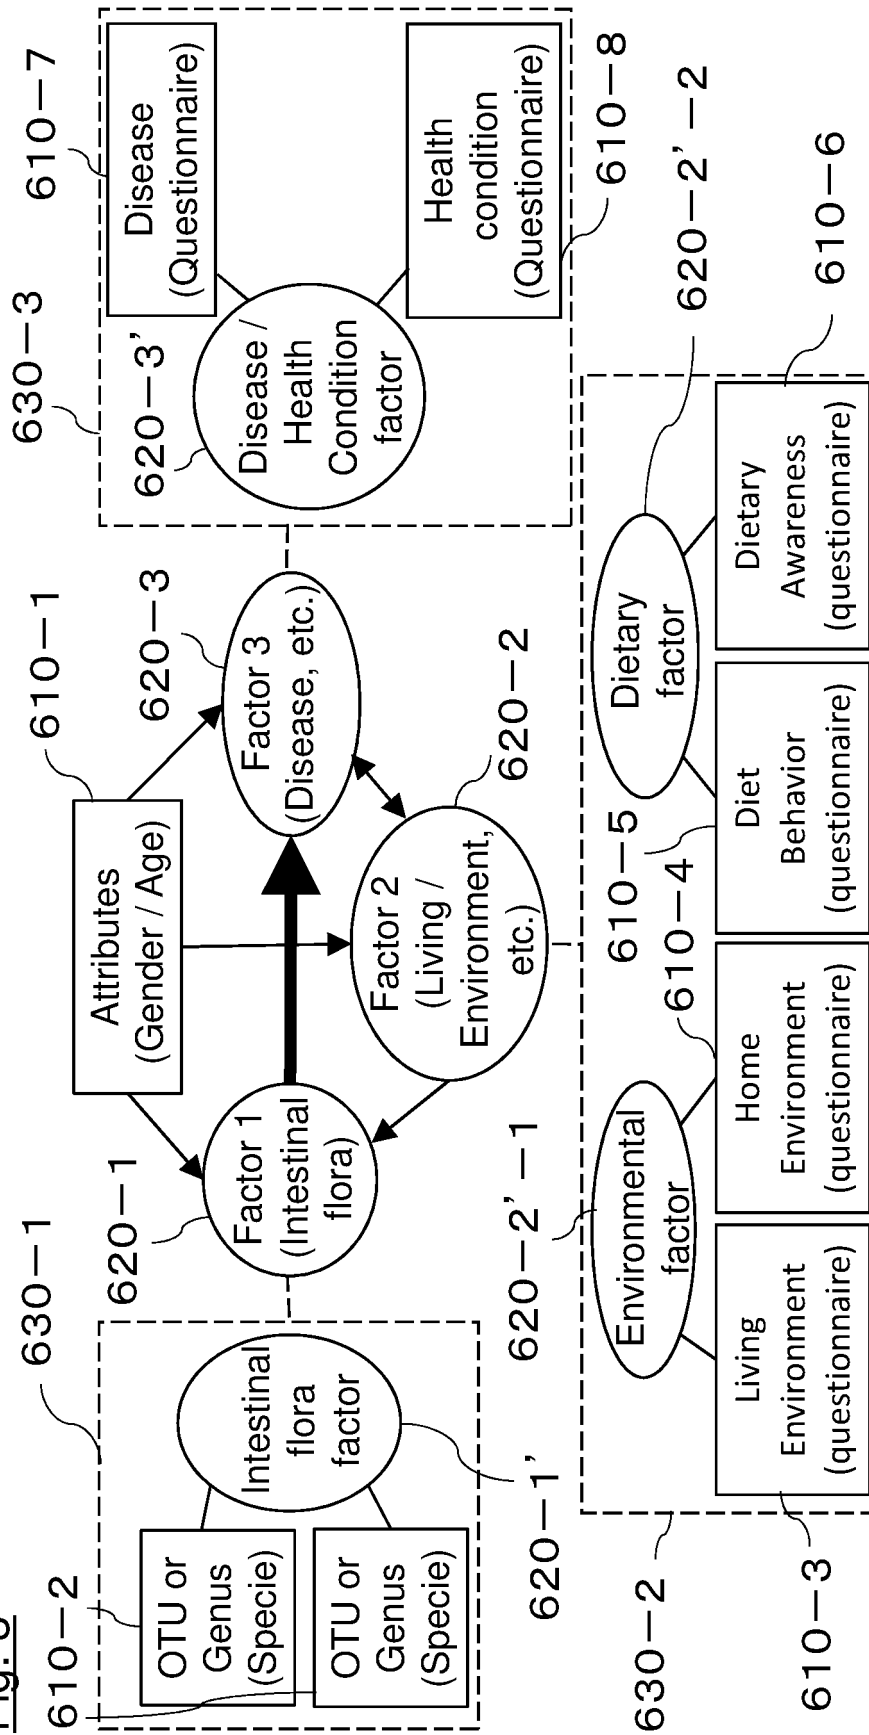 Fig.
610-2
OTU or
Genus
(Specie)
OTU or
Genus
(Specie)
Intestinal
flora
factor
620-1'
630-1
620-1
Factor 1
(Intestinal
flora)
610-1
Attributes
(Gender / Age)
620-3
Factor 3
(Disease, etc.)
620-2
Factor 2
(Living /
Environment,
etc.)
630-3
620-3'
Disease /
Health
Condition
factor
610-7
Disease
(Questionnaire)
Health
condition
(Questionnaire)
610-8
630-2
620-2'-1
Environmental
factor
610-3
Living
Environment
(questionnaire)
610-4
Home
Environment
(questionnaire)
610-5
Diet
Behavior
(questionnaire)
620-2'-2
Dietary
factor
610-6
Dietary
Awareness
(questionnaire)